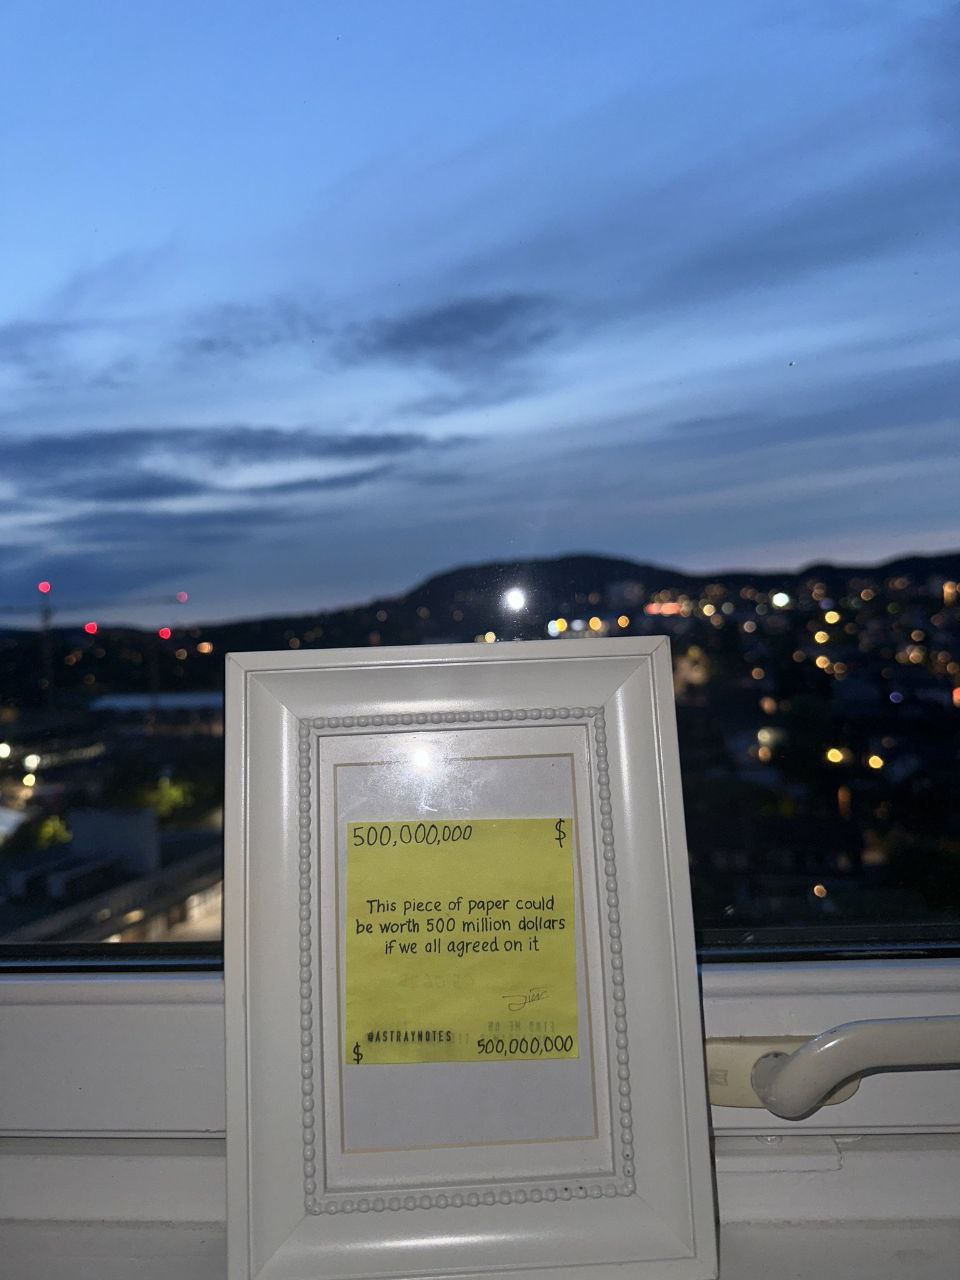 500,000,000 $
This piece of paper could
be worth 500 million dollars
if we all agreed on it
@ASTRAYNOTES
$ 500,000,000